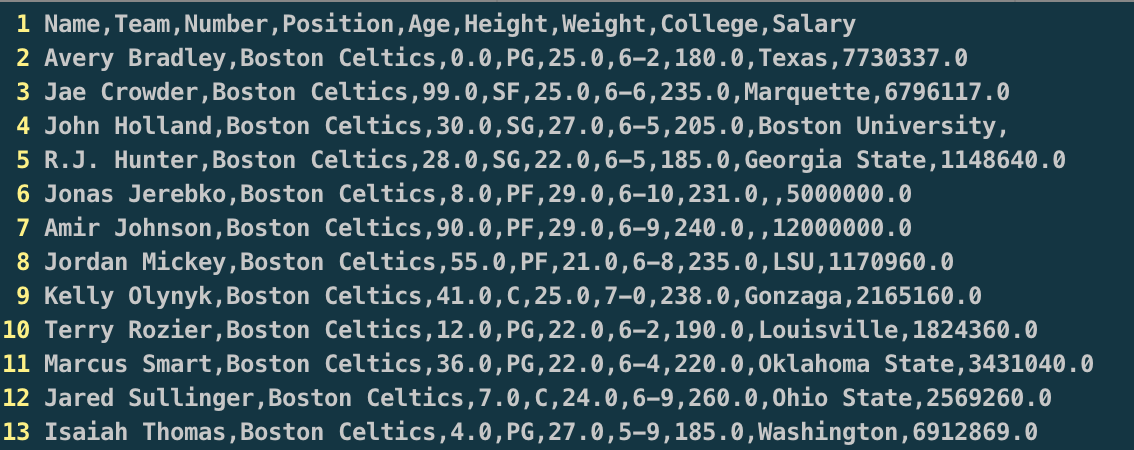 1 Name,Team,Number,Position,Age,Height,Weight,College,Salary
2 Avery Bradley,Boston Celtics,0.0,PG,25.0,6-2,180.0,Texas,7730337.0
3 Jae Crowder,Boston Celtics,99.0,SF,25.0,6-6,235.0,Marquette,6796117.0
4 John Holland,Boston Celtics,30.0,SG,27.0,6-5,205.0,Boston University,
5 R.J. Hunter,Boston Celtics,28.0,SG,22.0,6-5,185.0,Georgia State,1148640.0
6 Jonas Jerebko,Boston Celtics,8.0,PF,29.0,6-10,231.0,,5000000.0
7 Amir Johnson,Boston Celtics,90.0,PF,29.0,6-9,240.0,,12000000.0
8 Jordan Mickey,Boston Celtics,55.0,PF,21.0,6-8,235.0,LSU,1170960.0
9 Kelly Olynyk,Boston Celtics,41.0,C,25.0,7-0,238.0,Gonzaga,2165160.0
10 Terry Rozier,Boston Celtics,12.0,PG,22.0,6-2,190.0,Louisville,1824360.0
11 Marcus Smart,Boston Celtics,36.0,PG,22.0,6-4,220.0,Oklahoma State,3431040.0
12 Jared Sullinger,Boston Celtics,7.0,C,24.0,6-9,260.0,Ohio State,2569260.0
13 Isaiah Thomas,Boston Celtics,4.0,PG,27.0,5-9,185.0,Washington,6912869.0